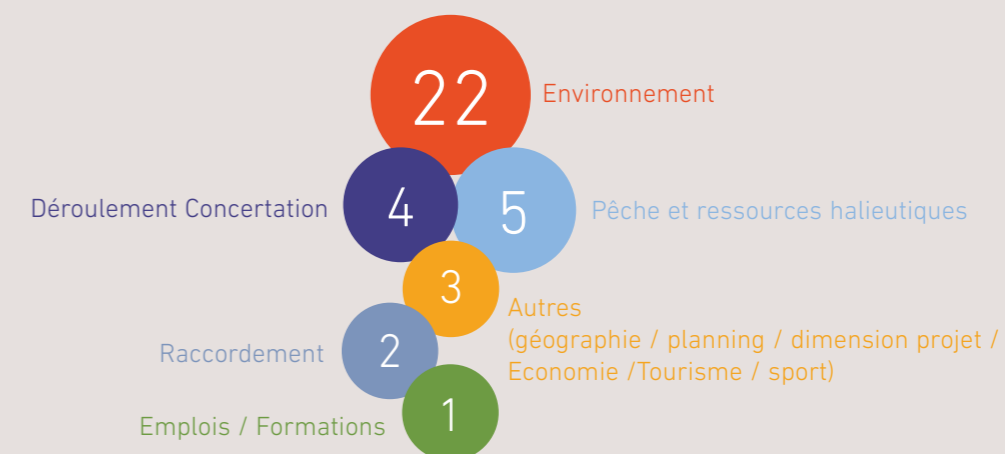 22
Environnement
Déroulement Concertation
4
5
Pêche et ressources halieutiques
3
Autres
(géographie / planning / dimension projet /
Economie /Tourisme / sport)
Raccordement
2
Emplois / Formations
1